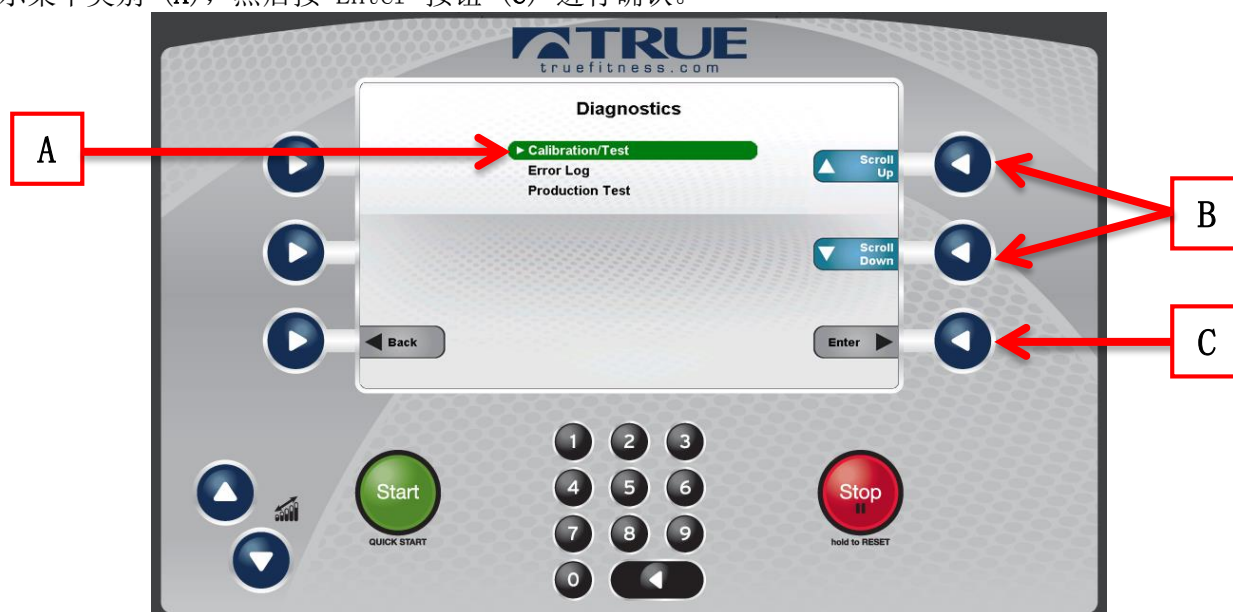 示菜单类别 (A), 然后按 Enter 按钮 (C) 进行确认。
TRUE
truefitness.com
Diagnostics
A
Calibration/Test
Error Log
Production Test
Scroll
Up
B
Scroll
Down
Back
Enter
C
1 2 3
4 5 6
7 8 9
0
Start
QUICK START
Stop
hold to RESET